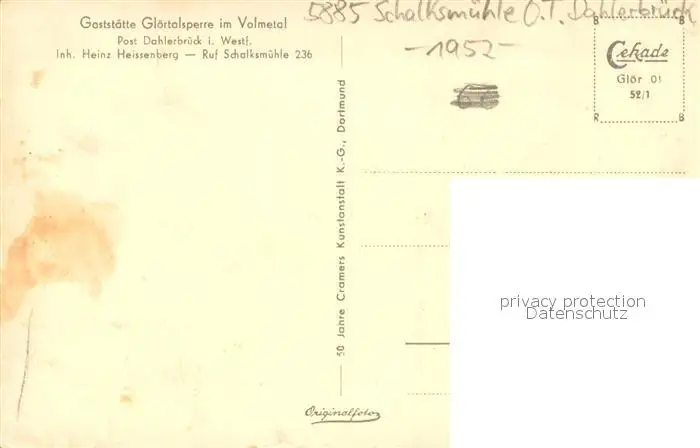 Gaststätte Glörtalsperre im Volmetal
Post Dahlerbrück i. Westf.
Inh. Heinz Heissenberg — Ruf Schalksmühle 236
5885 Schalksmühle O.T. Dahlerbrück
-1952-
B B
Cekade
Glör 01
52/1
R B
50 Jahre Cramers Kunstanstalt K.-G., Dortmund
Originalfoto
privacy protection
Datenschutz